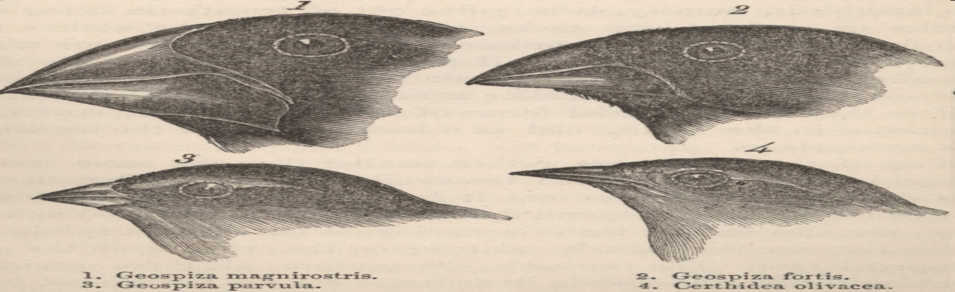 1
2
3
4
1. Geospiza magnirostris.
2. Geospiza fortis.
3. Geospiza parvula.
4. Certhidea olivacea.